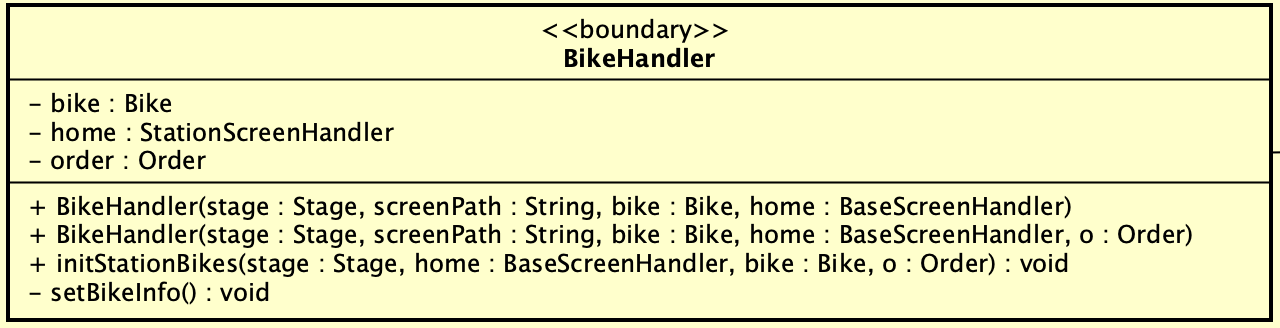 <<boundary>>
BikeHandler
– bike : Bike
– home : StationScreenHandler
– order : Order
+ BikeHandler(stage : Stage, screenPath : String, bike : Bike, home : BaseScreenHandler)
+ BikeHandler(stage : Stage, screenPath : String, bike : Bike, home : BaseScreenHandler, o : Order)
+ initStationBikes(stage : Stage, home : BaseScreenHandler, bike : Bike, o : Order) : void
– setBikeInfo() : void